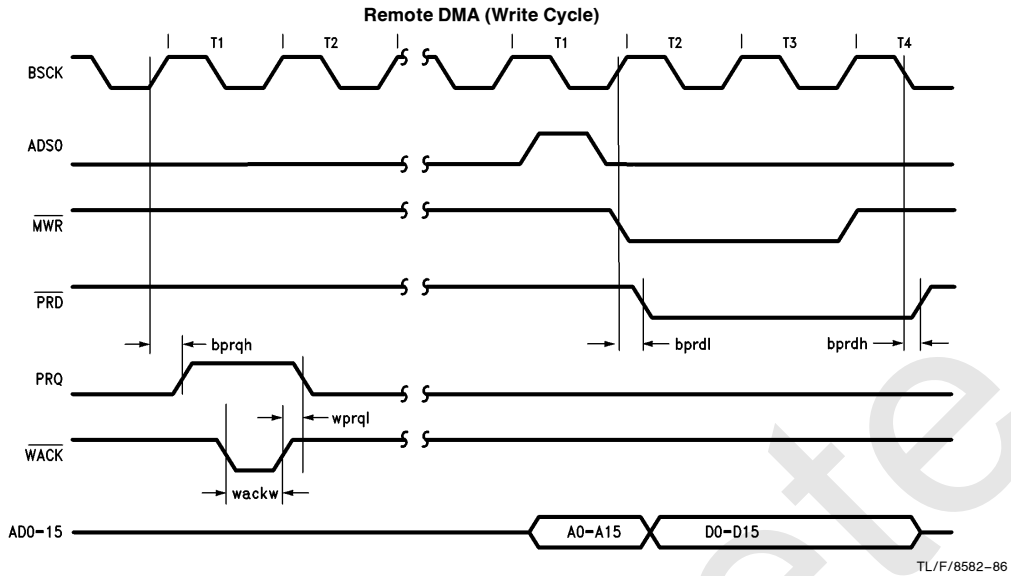 Remote DMA (Write Cycle)
T1 T2 T1 T2 T3 T4
BSCK
ADS0
MWR
PRD
bprqh bprdl bprdh
PRQ
wprql
WACK
wackw
AD0–15 A0–A15 D0–D15
TL/F/8582–86